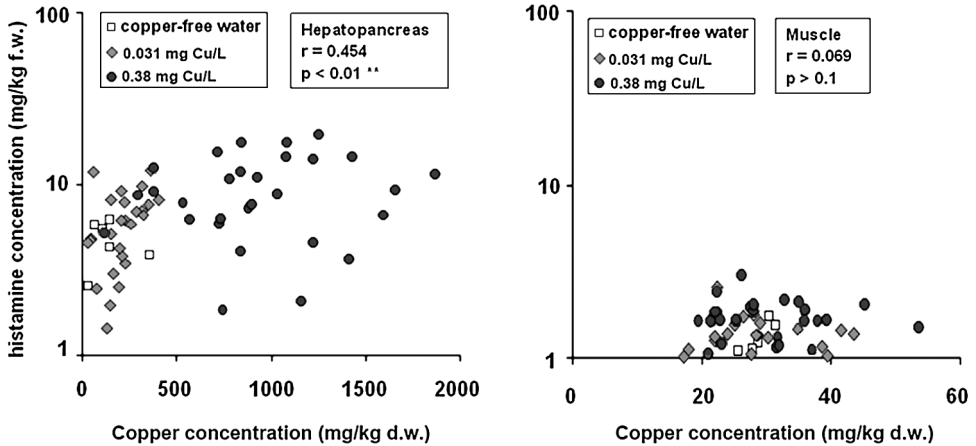 histamine concentration (mg/kg f.w.)
100
10
1
copper-free water
0.031 mg Cu/L
0.38 mg Cu/L
Hepatopancreas
r = 0.454
p < 0.01 **
0 500 1000 1500 2000
Copper concentration (mg/kg d.w.)
100
10
1
copper-free water
0.031 mg Cu/L
0.38 mg Cu/L
Muscle
r = 0.069
p > 0.1
0 20 40 60
Copper concentration (mg/kg d.w.)